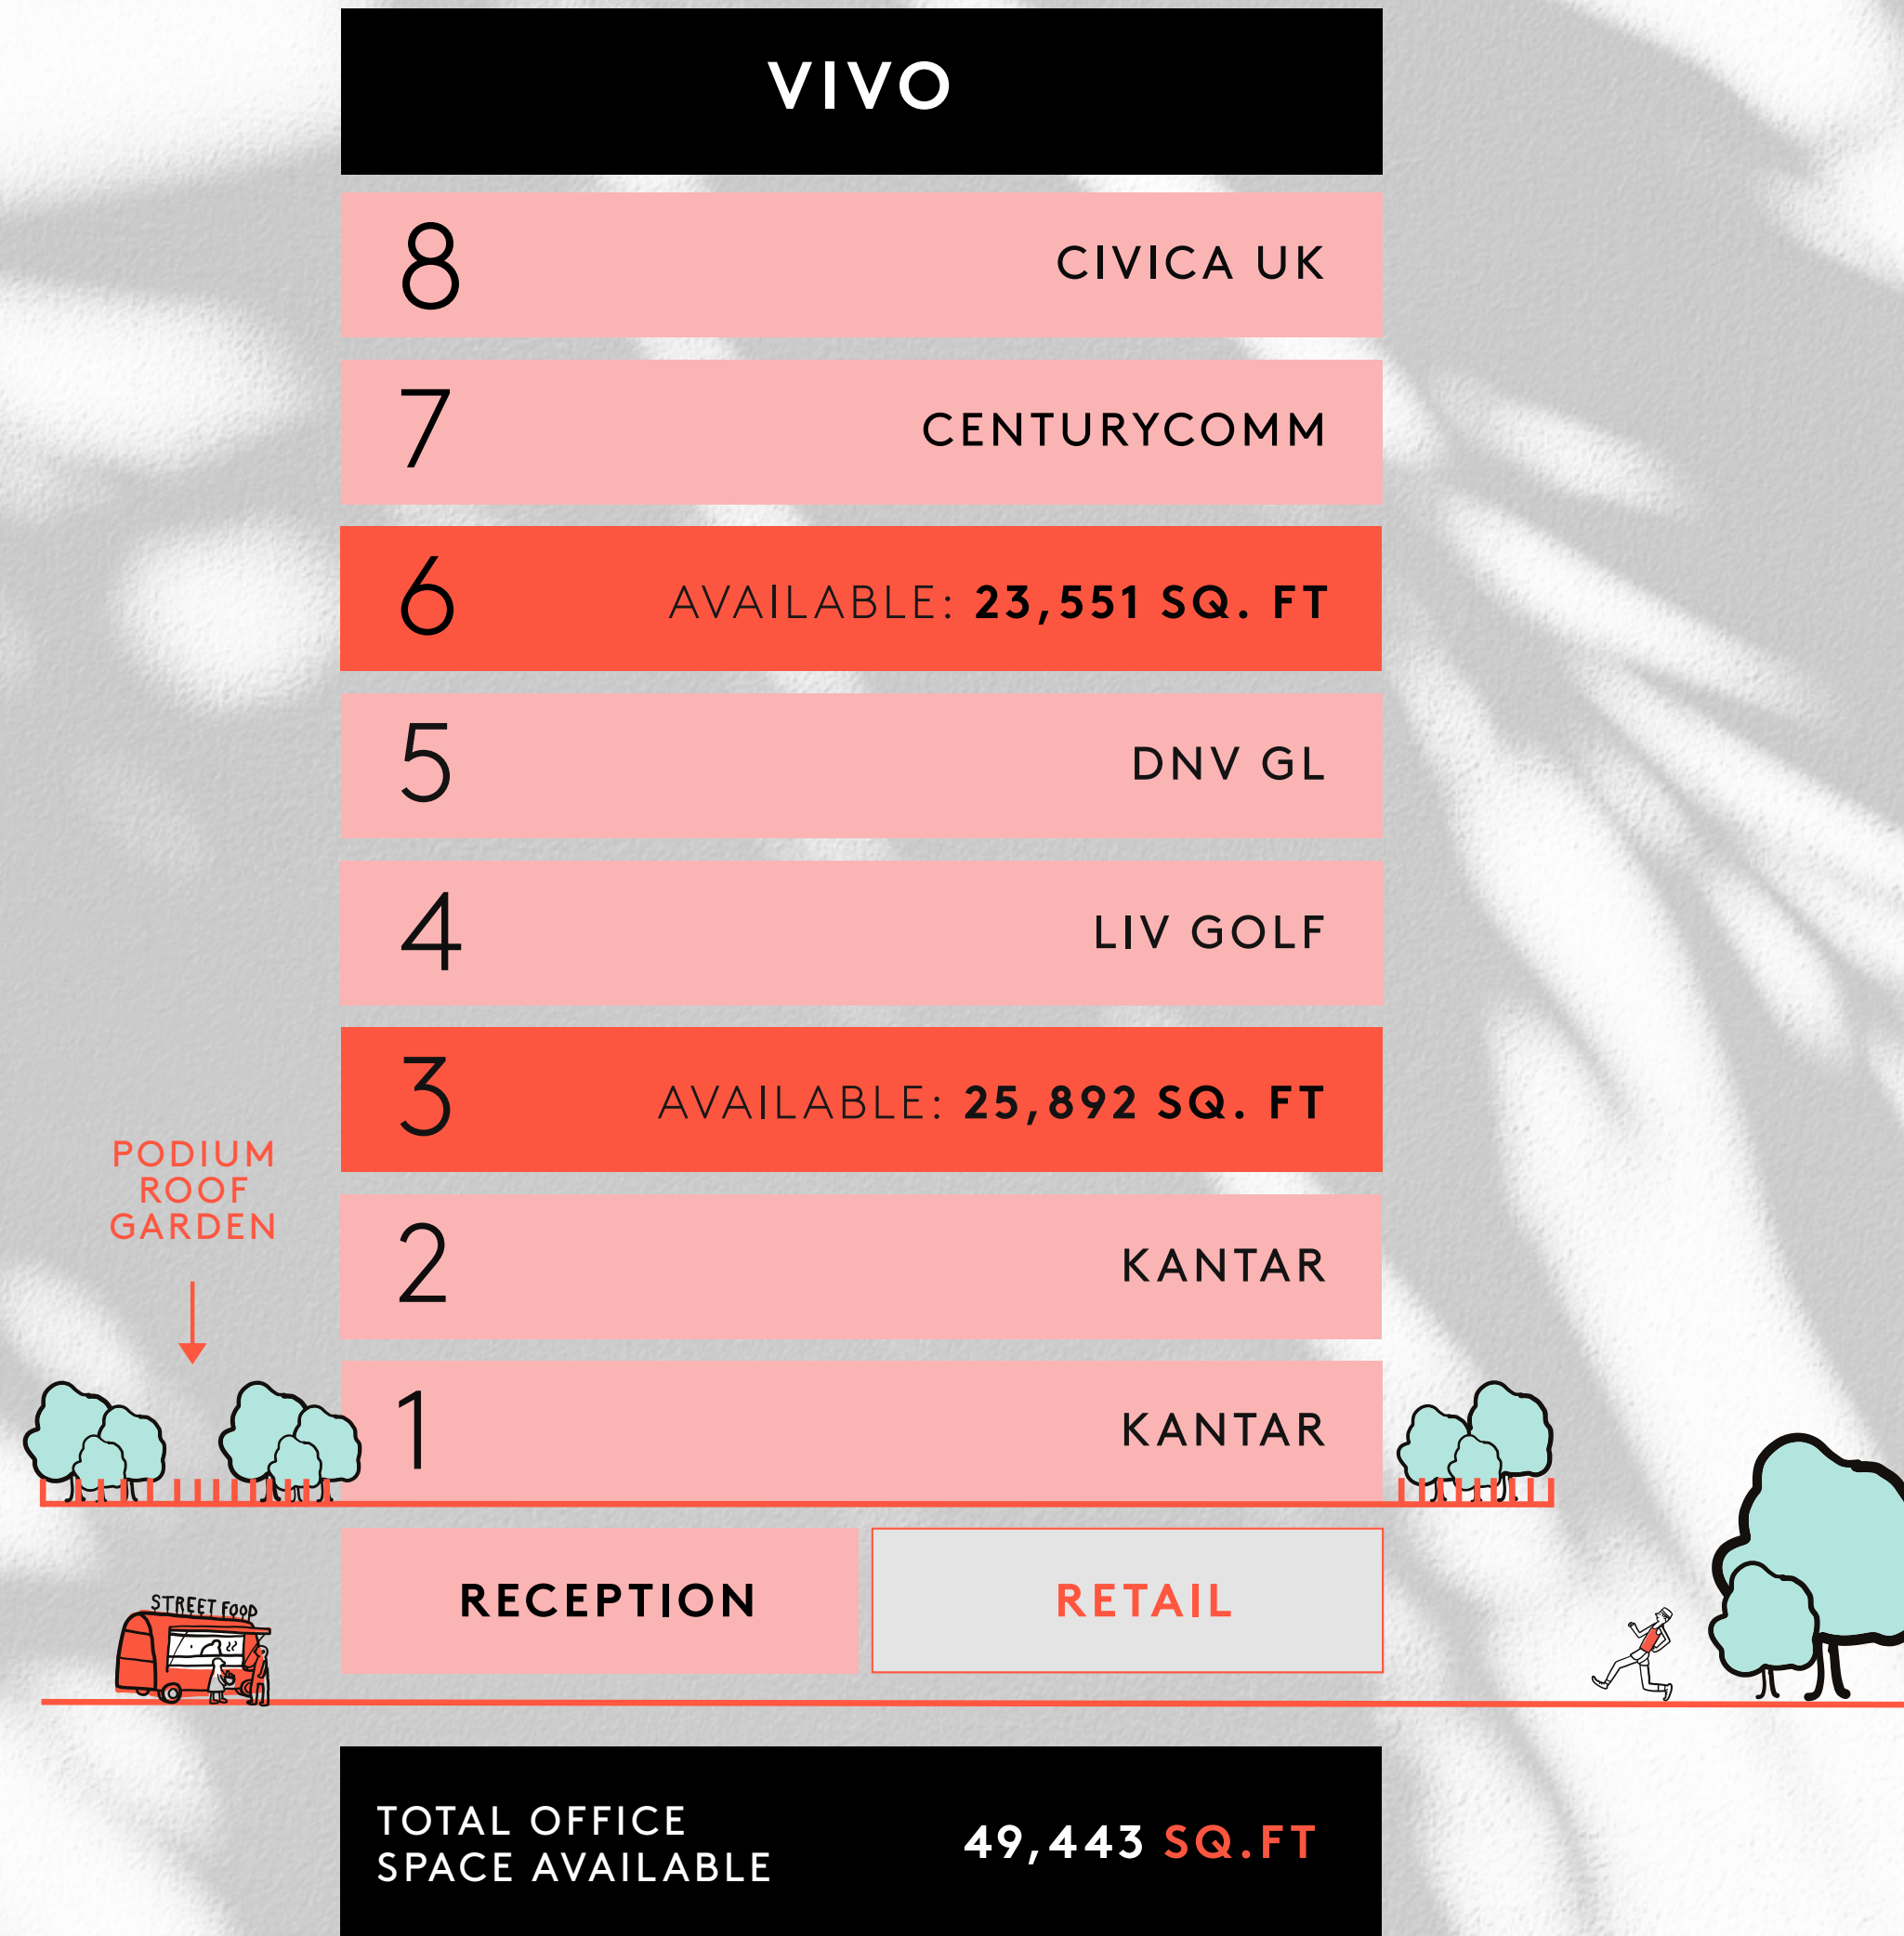 VIVO
8 CIVICA UK
7 CENTURYCOMM
6 AVAILABLE: 23,551 SQ. FT
5 DNV GL
4 LIV GOLF
3 AVAILABLE: 25,892 SQ. FT
PODIUM
ROOF
GARDEN
2 KANTAR
1 KANTAR
RECEPTION RETAIL
STREET FOOD
TOTAL OFFICE
SPACE AVAILABLE
49,443 SQ.FT